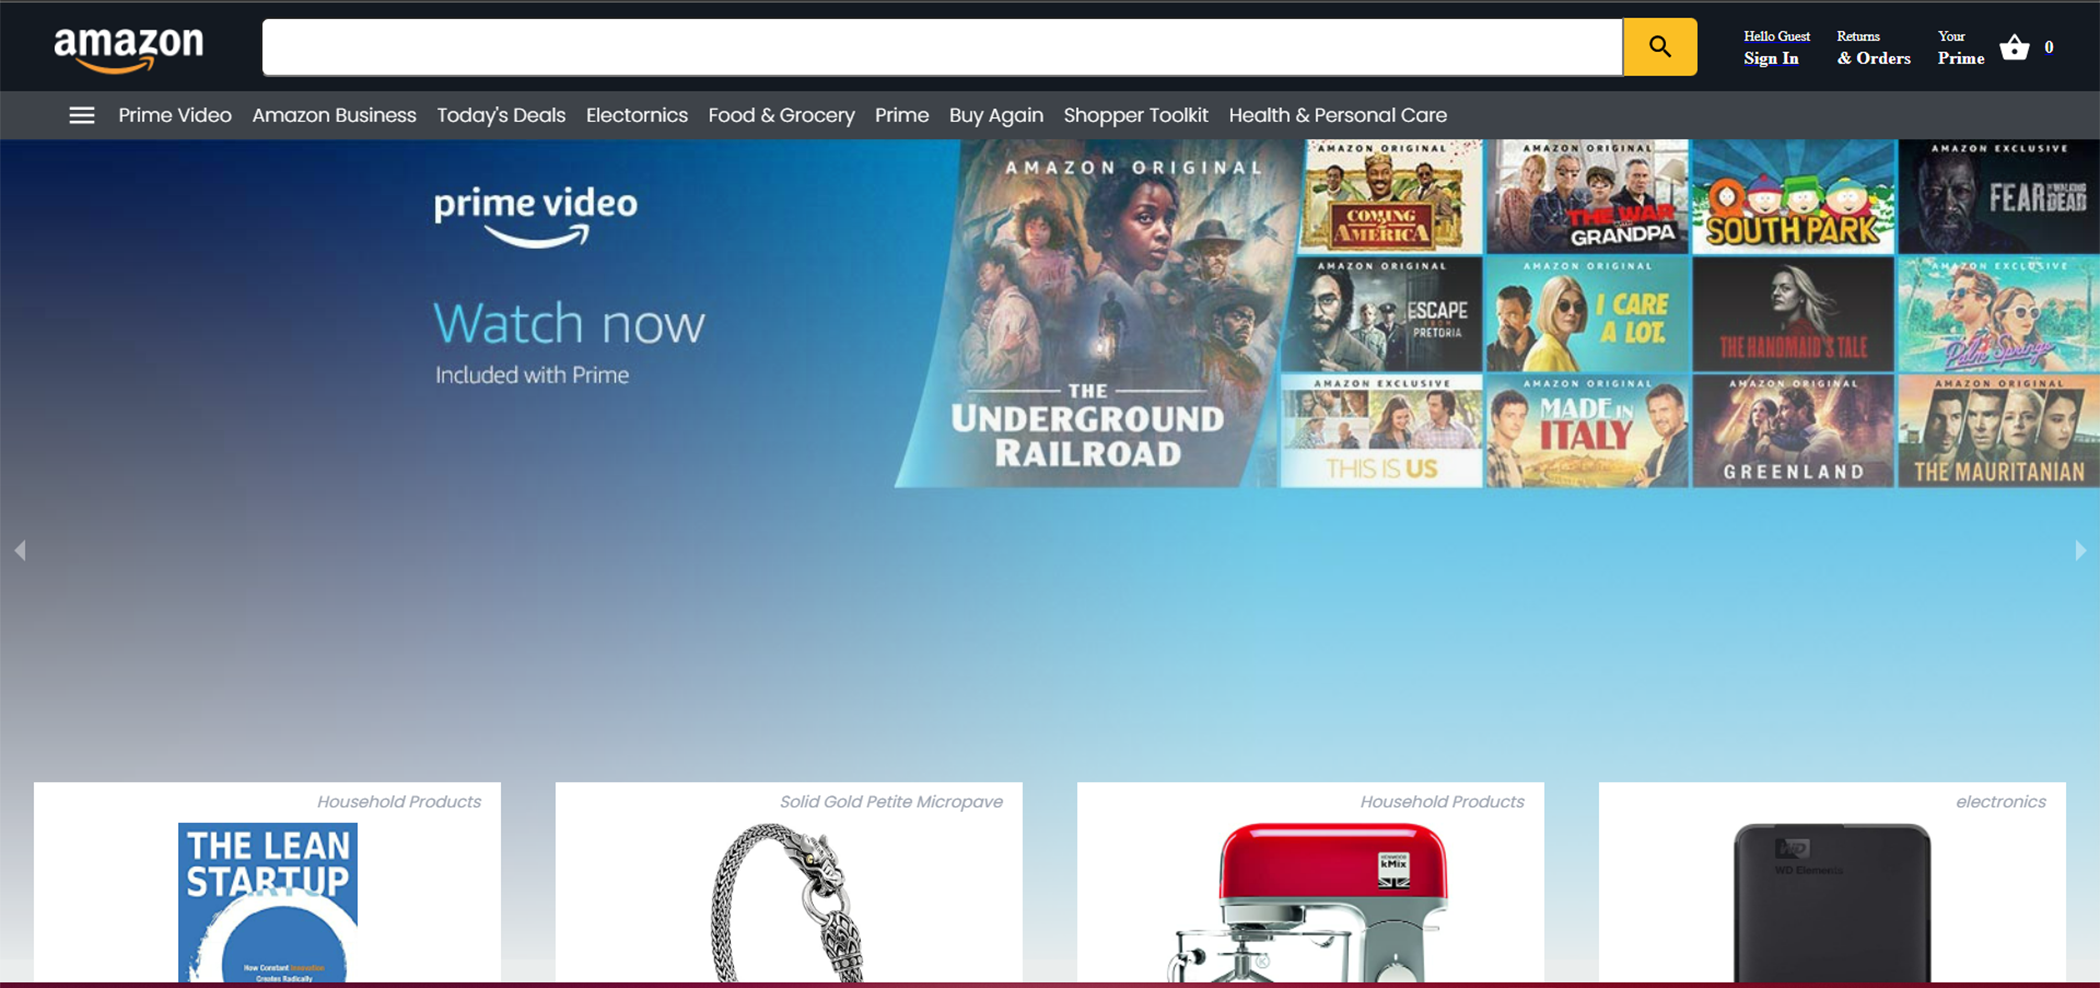 amazon
Hello Guest
Sign In
Returns
& Orders
Your
Prime
0
Prime Video Amazon Business Today's Deals Electornics Food & Grocery Prime Buy Again Shopper Toolkit Health & Personal Care
prime video
Watch now
Included with Prime
AMAZON ORIGINAL
THE
UNDERGROUND
RAILROAD
AMAZON ORIGINAL
COMING
AMERICA
AMAZON ORIGINAL
THE WAR
GRANDPA
SOUTH PARK
AMAZON EXCLUSIVE
FEAR THE WALKING DEAD
AMAZON ORIGINAL
ESCAPE
FROM
PRETORIA
AMAZON ORIGINAL
I CARE
A LOT.
THE HANDMAID'S TALE
AMAZON EXCLUSIVE
Palm Springs
AMAZON EXCLUSIVE
THIS IS US
AMAZON ORIGINAL
MADE IN
ITALY
AMAZON ORIGINAL
GREENLAND
AMAZON ORIGINAL
THE MAURITANIAN
Household Products
THE LEAN
STARTUP
How Constant Innovation
Creates Radically
Solid Gold Petite Micropave
Household Products
KENWOOD
kMix
electronics
WD
WD Elements